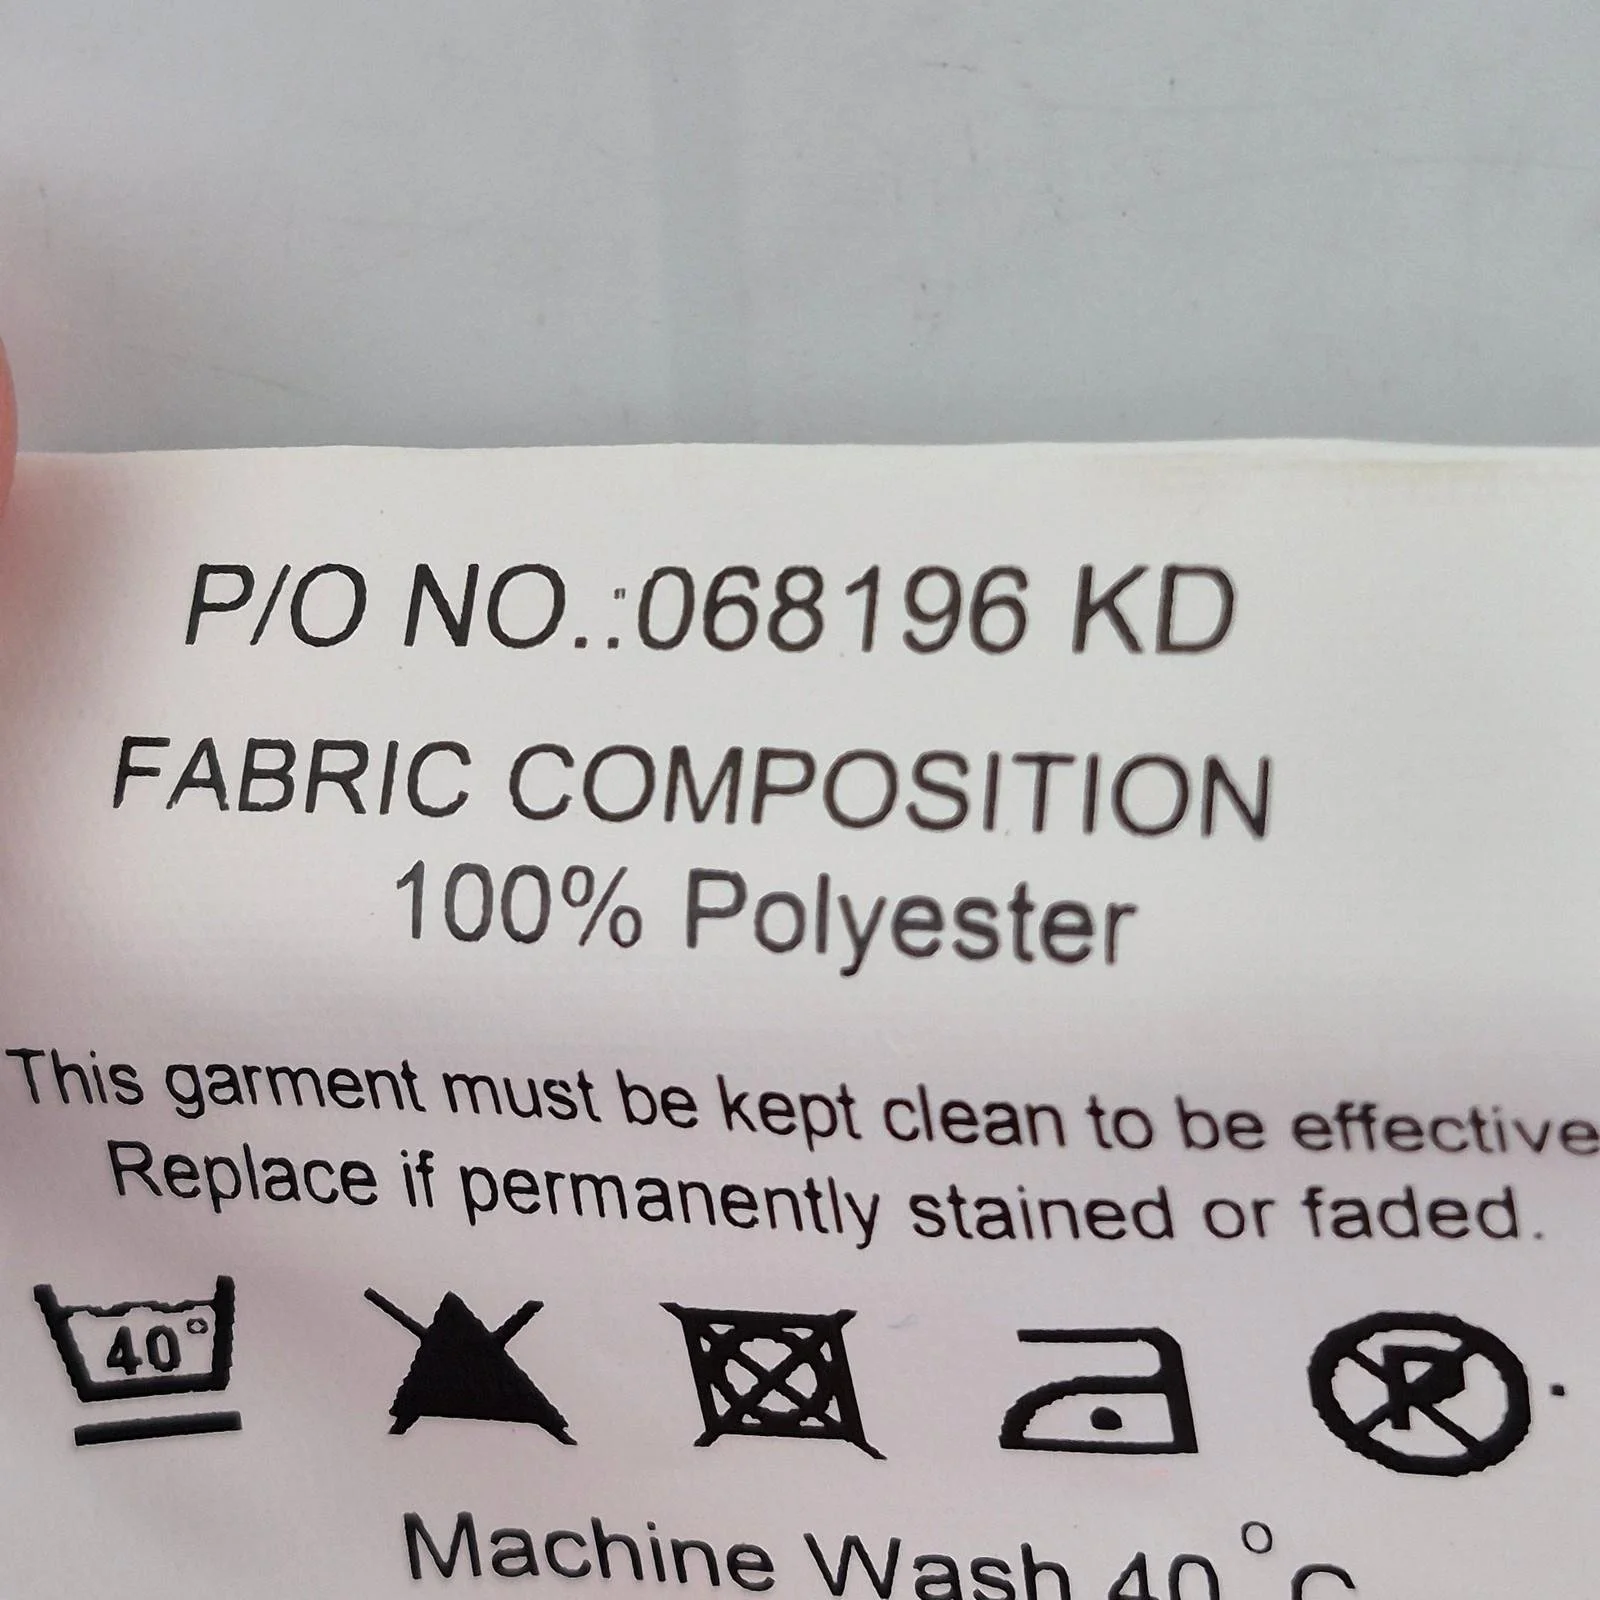 P/O NO.:068196 KD
FABRIC COMPOSITION
100% Polyester
This garment must be kept clean to be effective
Replace if permanently stained or faded.
40°
Machine Wash 40°C